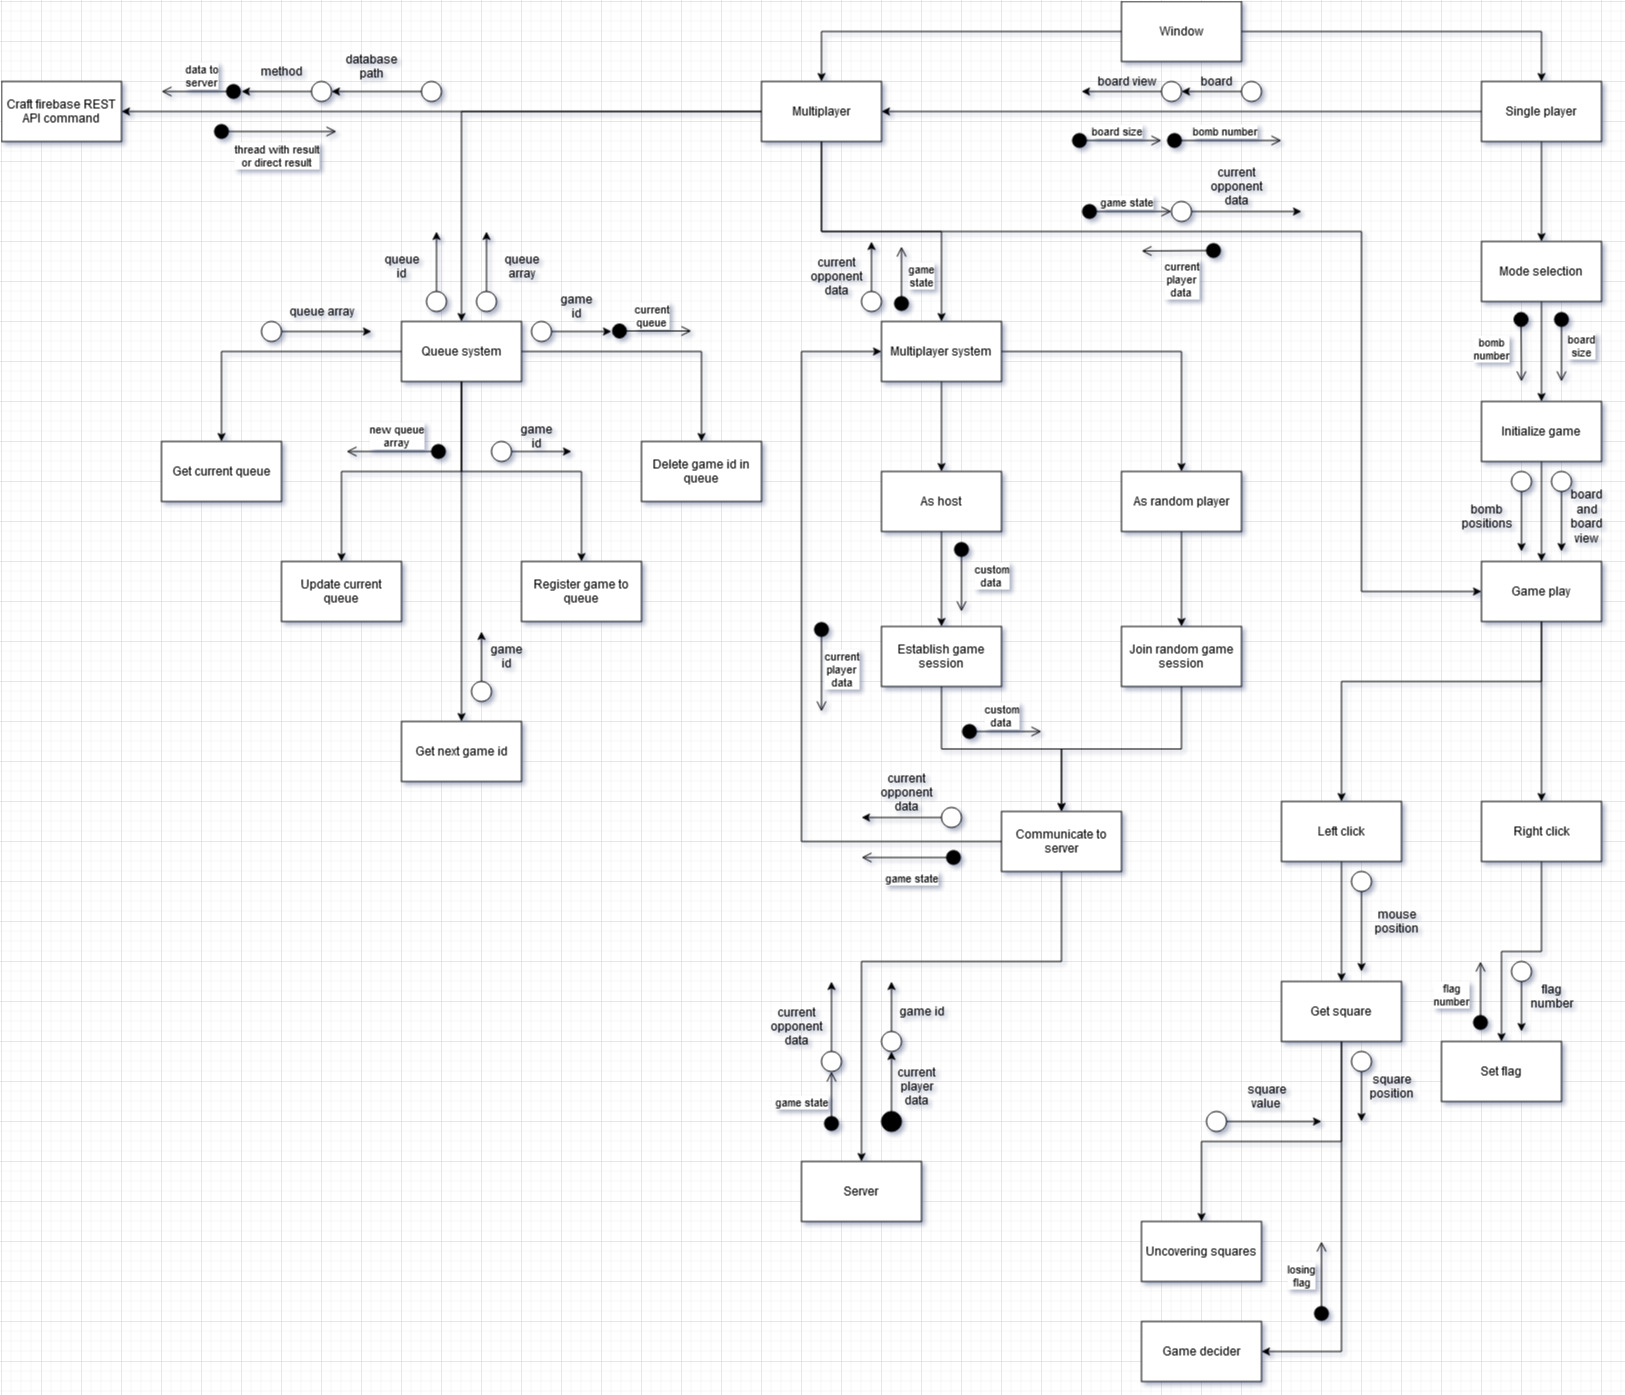 Window
database
path
method
data to
server
Craft firebase REST
API command
thread with result
or direct result
Multiplayer
board view
board
Single player
board size
bomb number
current
opponent
data
game state
current
player
data
queue
id
queue
array
current
opponent
data
game
state
Mode selection
queue array
game
id
current
queue
Queue system
Multiplayer system
bomb
number
board
size
new queue
array
game
id
Initialize game
Get current queue
Delete game id in
queue
As host
As random player
bomb
positions
board
and
board
view
custom
data
Update current
queue
Register game to
queue
Game play
game
id
current
player
data
Establish game
session
Join random game
session
custom
data
Get next game id
current
opponent
data
Communicate to
server
Left click
Right click
game state
mouse
position
flag
number
flag
number
current
opponent
data
game id
Get square
current
player
data
game state
Set flag
square
position
square
value
Server
Uncovering squares
losing
flag
Game decider